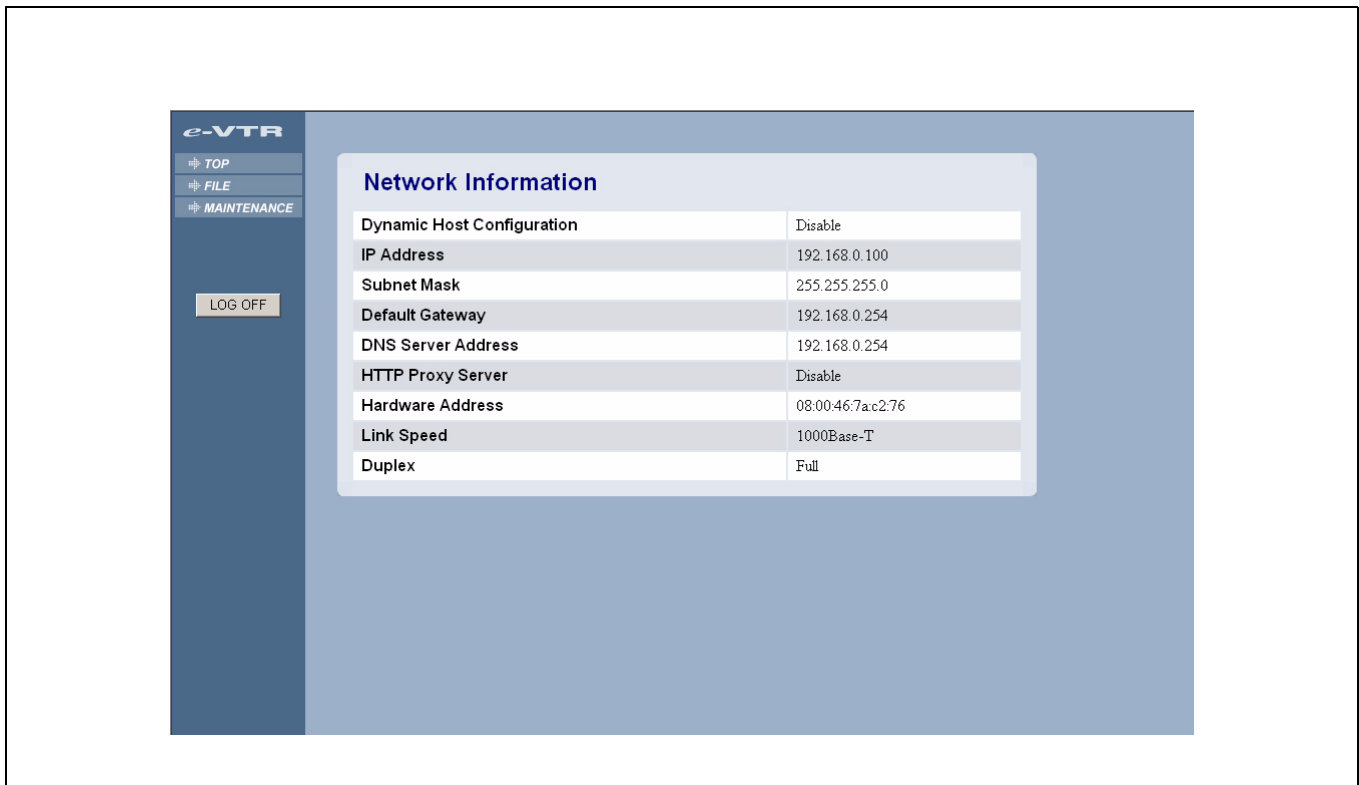 e-VTR
TOP
FILE
MAINTENANCE
LOG OFF
Network Information
Dynamic Host Configuration Disable
IP Address 192.168.0.100
Subnet Mask 255.255.255.0
Default Gateway 192.168.0.254
DNS Server Address 192.168.0.254
HTTP Proxy Server Disable
Hardware Address 08:00:46:7a:c2:76
Link Speed 1000Base-T
Duplex Full